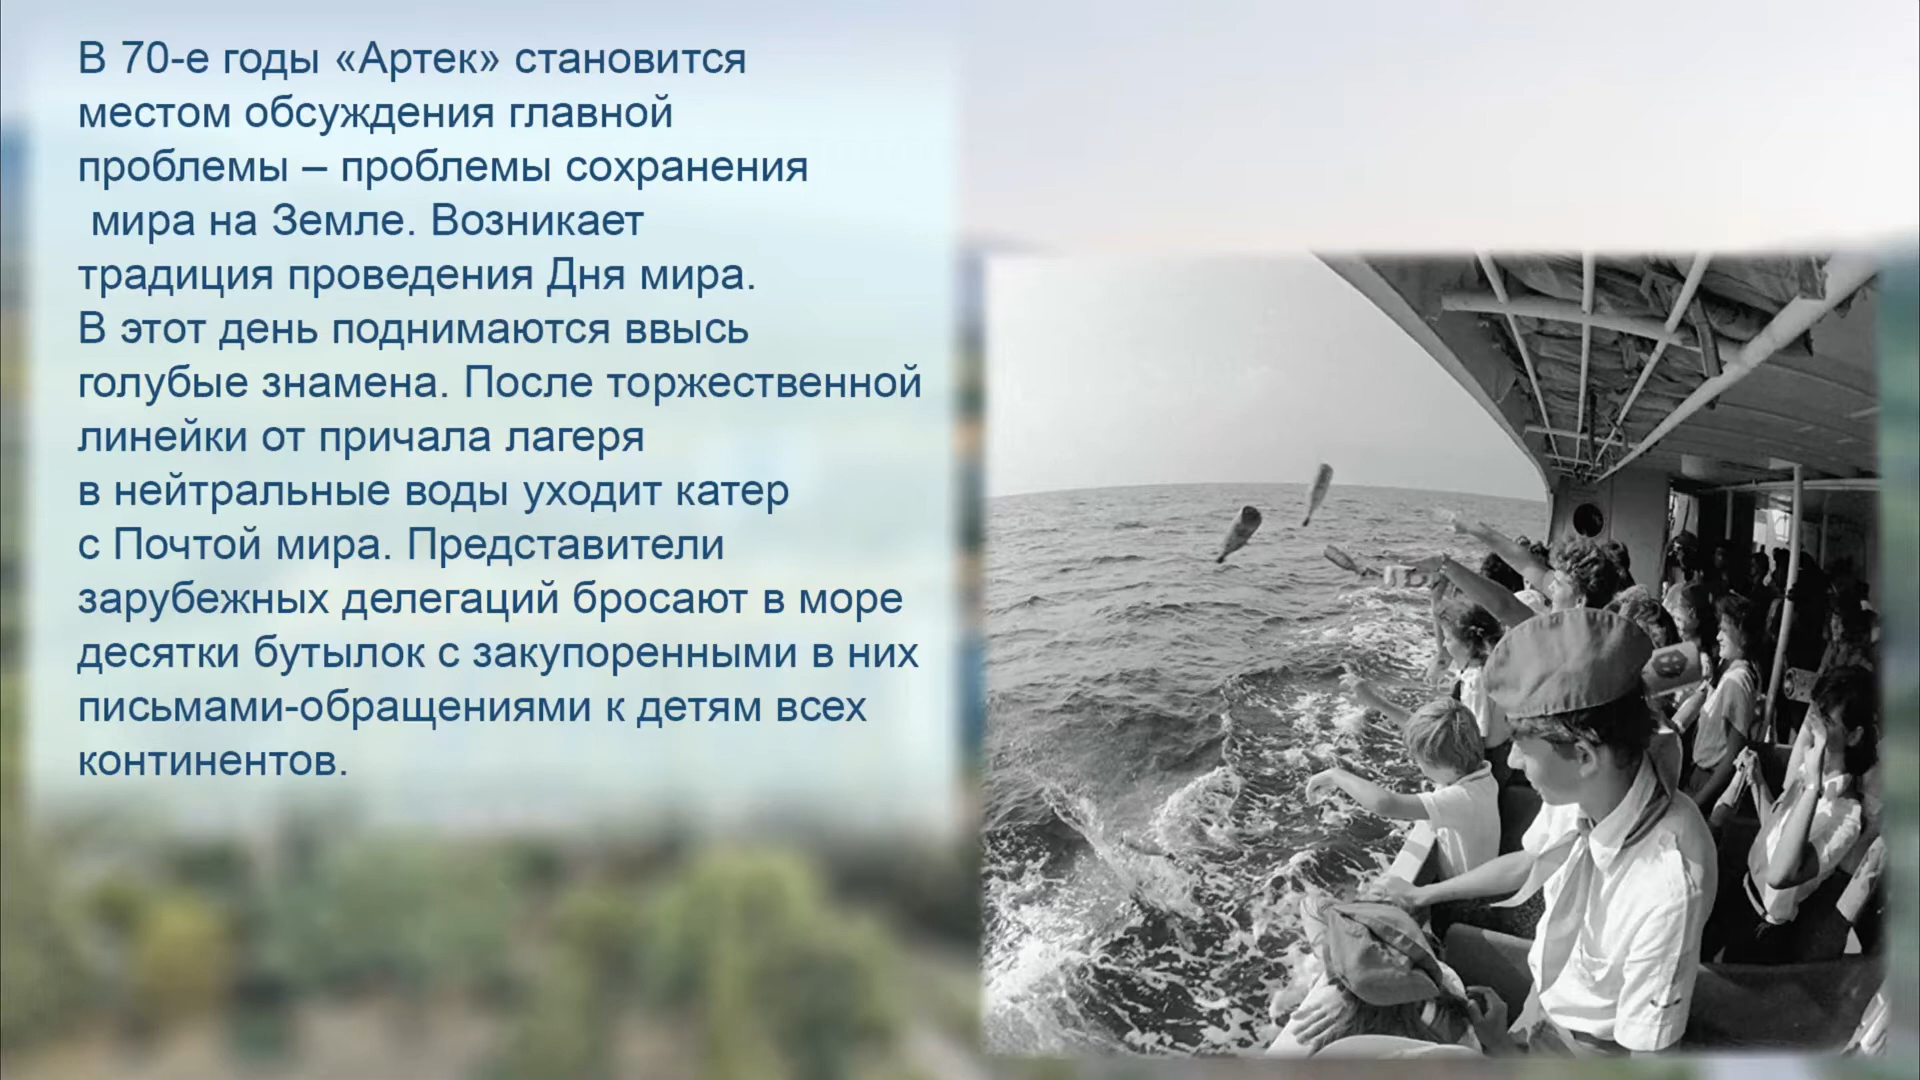 В 70-е годы «Артек» становится
местом обсуждения главной
проблемы – проблемы сохранения
мира на Земле. Возникает
традиция проведения Дня мира.
В этот день поднимаются ввысь
голубые знамена. После торжественной
линейки от причала лагеря
в нейтральные воды уходит катер
с Почтой мира. Представители
зарубежных делегаций бросают в море
десятки бутылок с закупоренными в них
письмами-обращениями к детям всех
континентов.